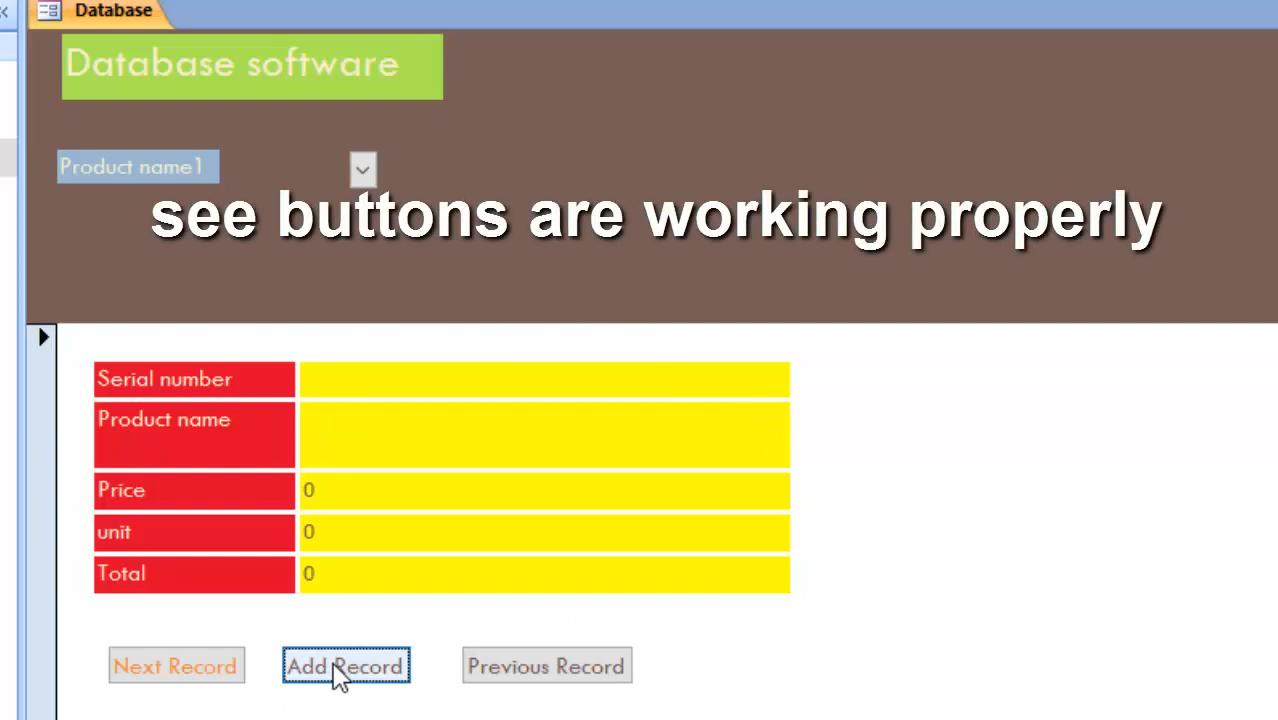 Database
Database software
Product name1
see buttons are working properly
Serial number
Product name
Price 0
unit 0
Total 0
Next Record Add Record Previous Record